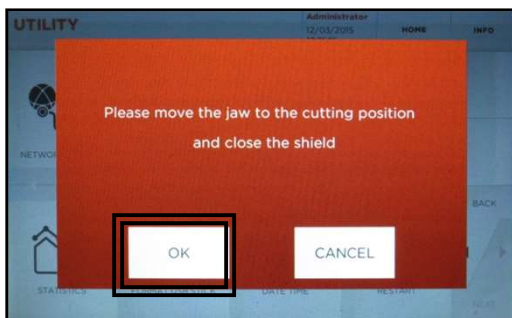 UTILITY
Administrator
12/03/2015
HOME
INFO
Please move the jaw to the cutting position
and close the shield
BACK
OK
CANCEL
STATISTICS
DATE TIME
RESTART